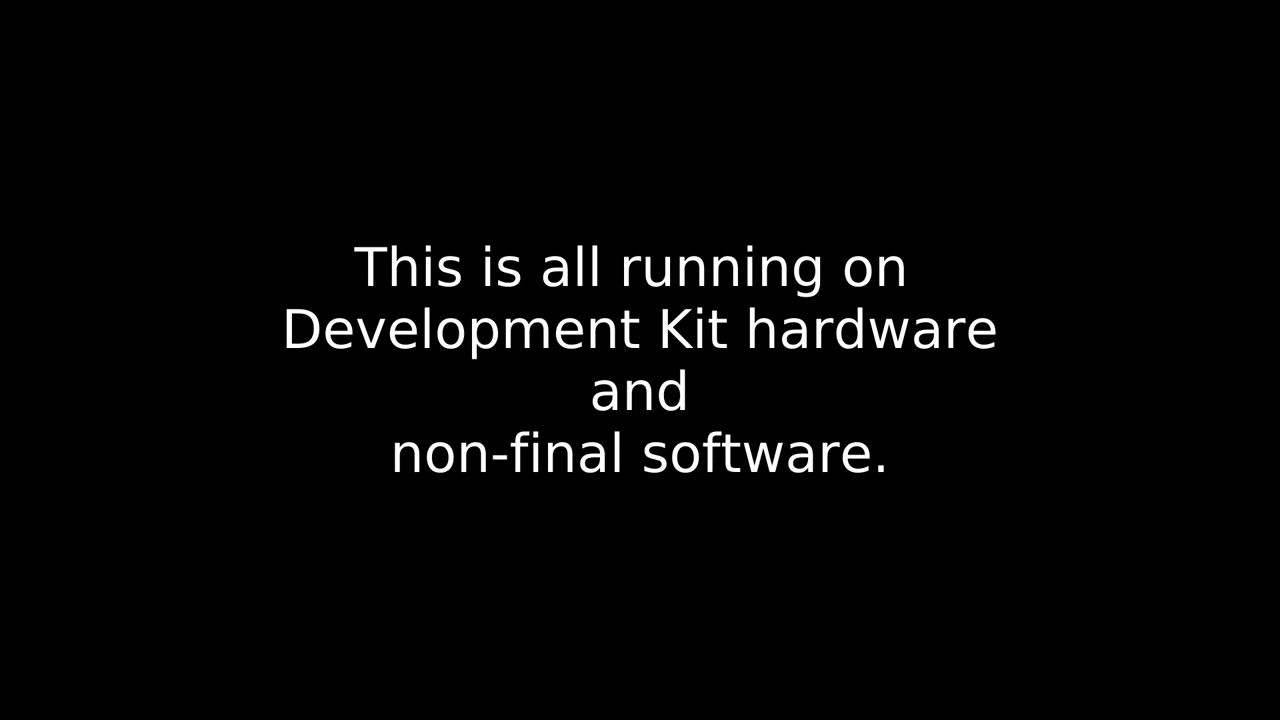 This is all running on
Development Kit hardware
and
non-final software.